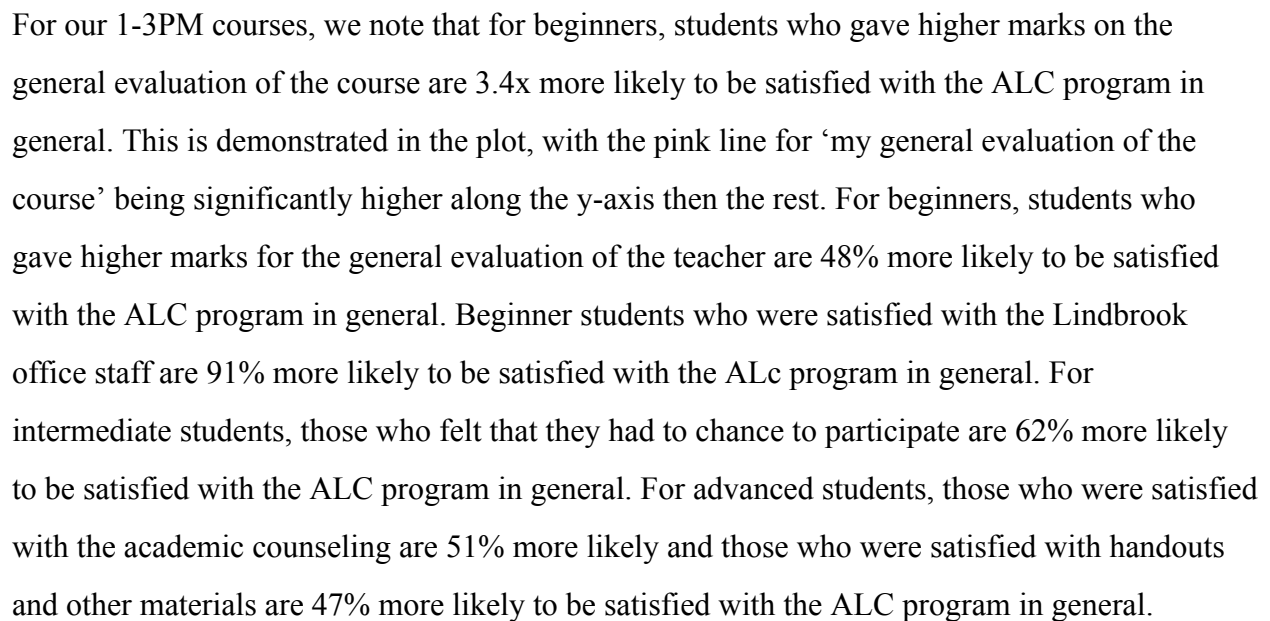 For our 1-3PM courses, we note that for beginners, students who gave higher marks on the
general evaluation of the course are 3.4x more likely to be satisfied with the ALC program in
general. This is demonstrated in the plot, with the pink line for ‘my general evaluation of the
course’ being significantly higher along the y-axis then the rest. For beginners, students who
gave higher marks for the general evaluation of the teacher are 48% more likely to be satisfied
with the ALC program in general. Beginner students who were satisfied with the Lindbrook
office staff are 91% more likely to be satisfied with the ALc program in general. For
intermediate students, those who felt that they had to chance to participate are 62% more likely
to be satisfied with the ALC program in general. For advanced students, those who were satisfied
with the academic counseling are 51% more likely and those who were satisfied with handouts
and other materials are 47% more likely to be satisfied with the ALC program in general.